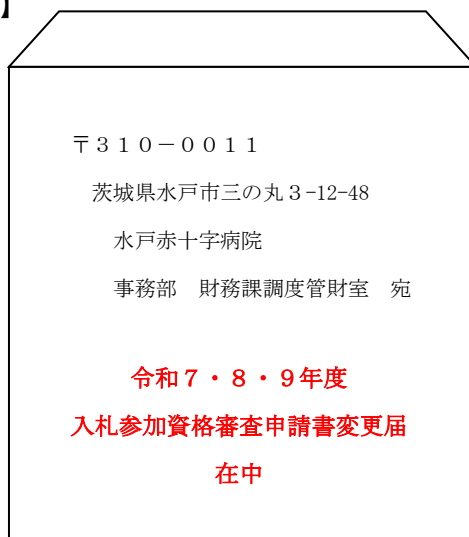 】
〒３１０－００１１
茨城県水戸市三の丸３-12-48
水戸赤十字病院
事務部　財務課調度管財室　宛
令和７・８・９年度
入札参加資格審査申請書変更届
在中